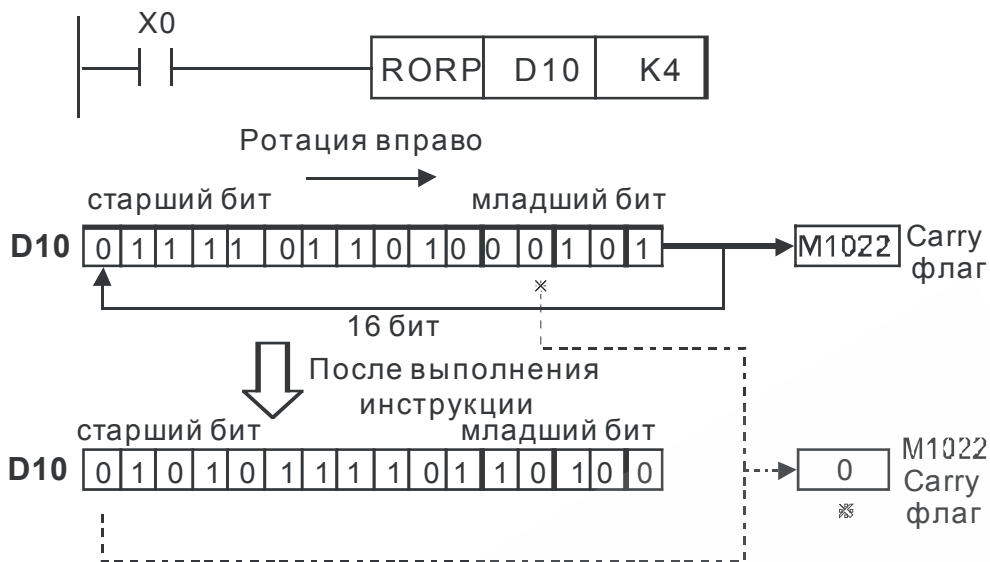 X0
RORP D10 K4
Ротация вправо
старший бит младший бит
D10 0 1 1 1 1 0 1 1 0 1 0 0 0 1 0 1 M1022 Carry флаг
※
16 бит
После выполнения
инструкции
старший бит младший бит
D10 0 1 0 1 0 1 1 1 1 0 1 1 0 1 0 0 0 M1022 Carry флаг
※